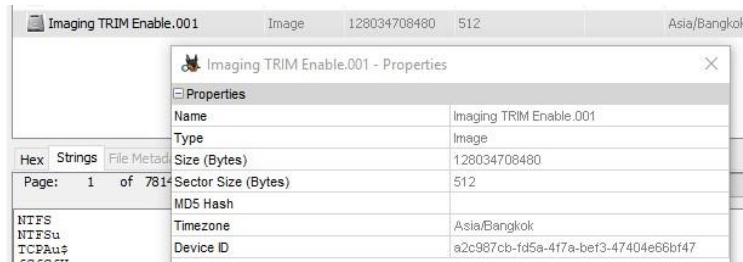 Imaging TRIM Enable.001 Image 128034708480 512 Asia/Bangkok
Imaging TRIM Enable.001 - Properties
Properties
Name Imaging TRIM Enable.001
Type Image
Hex Strings File Metad Size (Bytes) 128034708480
Page: 1 of 7814 Sector Size (Bytes) 512
MD5 Hash
NTFS Timezone Asia/Bangkok
NTFSu
TCPAu$ Device ID a2c987cb-fd5a-4f7a-bef3-47404e66bf47